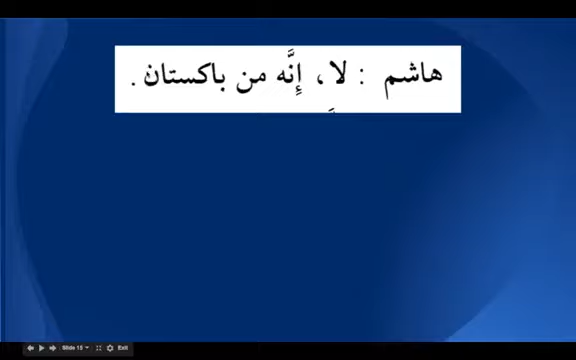 هاشم : لا، إِنَّه من باكستان.
Slide 15
Exit